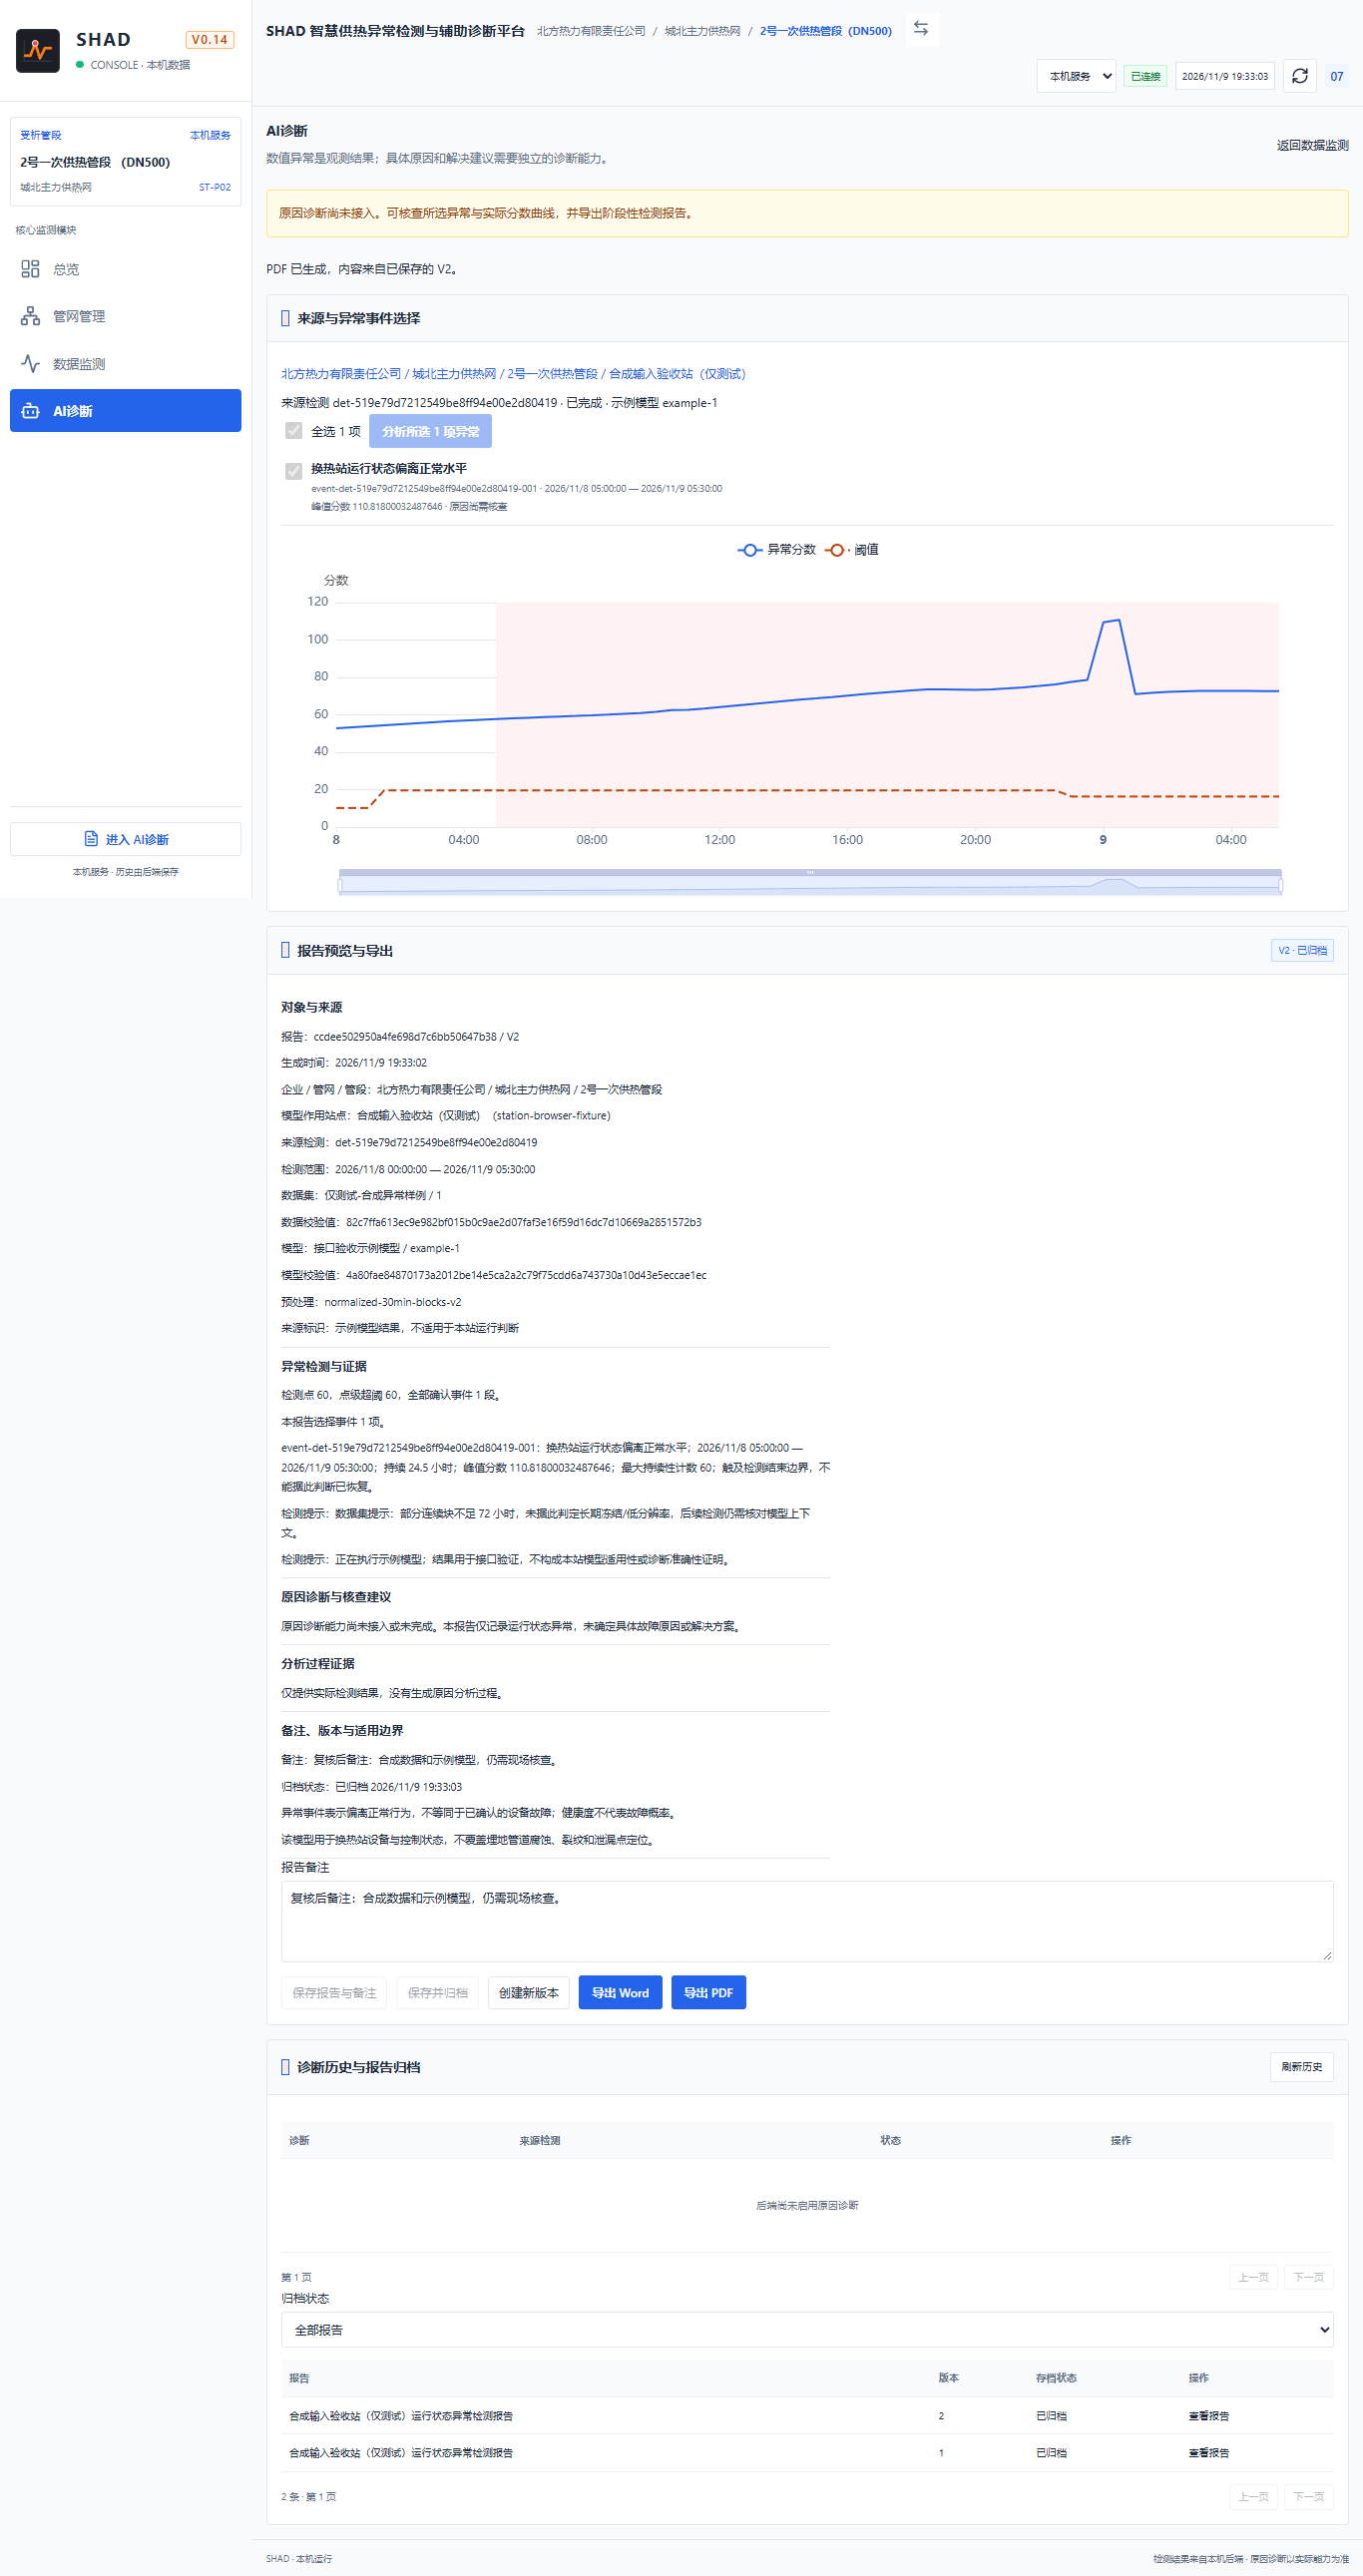 SHAD
V0.14
CONSOLE · 本机数据
受析管段
本机服务
2号一次供热管段 （DN500）
城北主力供热网
ST-P02
核心监测模块
总览
管网管理
数据监测
AI诊断
进入 AI诊断
本机服务 · 历史由后端保存
SHAD 智慧供热异常检测与辅助诊断平台
北方热力有限责任公司 / 城北主力供热网 / 2号一次供热管段（DN500）
本机服务
已连接
2026/11/9 19:33:03
07
AI诊断
数值异常是观测结果；具体原因和解决建议需要独立的诊断能力。
返回数据监测
原因诊断尚未接入。可核查所选异常与实际分数曲线，并导出阶段性检测报告。
PDF 已生成，内容来自已保存的 V2。
来源与异常事件选择
北方热力有限责任公司 / 城北主力供热网 / 2号一次供热管段 / 合成输入验收站（仅测试）
来源检测 det-519e79d7212549be8ff94e00e2d80419 · 已完成 · 示例模型 example-1
全选 1 项
分析所选 1 项异常
换热站运行状态偏离正常水平
event-det-519e79d7212549be8ff94e00e2d80419-001 · 2026/11/8 05:00:00 — 2026/11/9 05:30:00
峰值分数 110.81800032487646 · 原因尚需核查
异常分数
阈值
分数
120
100
80
60
40
20
0
8
04:00
08:00
12:00
16:00
20:00
9
04:00
报告预览与导出
V2 · 已归档
对象与来源
报告：ccdee502950a4fe698d7c6bb50647b38 / V2
生成时间：2026/11/9 19:33:02
企业 / 管网 / 管段：北方热力有限责任公司 / 城北主力供热网 / 2号一次供热管段
模型作用站点：合成输入验收站（仅测试）（station-browser-fixture）
来源检测：det-519e79d7212549be8ff94e00e2d80419
检测范围：2026/11/8 00:00:00 — 2026/11/9 05:30:00
数据集：仅测试-合成异常样例 / 1
数据校验值：82c7ffa613ec9e982bf015b0c9ae2d07faf3e16f59d16dc7d10669a2851572b3
模型：接口验收示例模型 / example-1
模型校验值：4a80fae84870173a2012be14e5ca2a2c79f75cdd6a743730a10d43e5eccae1ec
预处理：normalized-30min-blocks-v2
来源标识：示例模型结果，不适用于本站运行判断
异常检测与证据
检测点 60，点级超阈 60，全部确认事件 1 段。
本报告选择事件 1 项。
event-det-519e79d7212549be8ff94e00e2d80419-001：换热站运行状态偏离正常水平；2026/11/8 05:00:00 —
2026/11/9 05:30:00；持续 24.5 小时；峰值分数 110.81800032487646；最大持续性计数 60；触及检测结束边界，不
能据此判断已恢复。
检测提示：数据集提示：部分连续块不足 72 小时，未据此判定长期冻结/低分辨率，后续检测仍需核对模型上下
文。
检测提示：正在执行示例模型；结果用于接口验证，不构成本站模型适用性或诊断准确性证明。
原因诊断与核查建议
原因诊断能力尚未接入或未完成。本报告仅记录运行状态异常，未确定具体故障原因或解决方案。
分析过程证据
仅提供实际检测结果，没有生成原因分析过程。
备注、版本与适用边界
备注：复核后备注：合成数据和示例模型，仍需现场核查。
归档状态：已归档 2026/11/9 19:33:03
异常事件表示偏离正常行为，不等同于已确认的设备故障；健康度不代表故障概率。
该模型用于换热站设备与控制状态，不覆盖埋地管道腐蚀、裂纹和泄漏点定位。
报告备注
复核后备注：合成数据和示例模型，仍需现场核查。
保存报告与备注
保存并归档
创建新版本
导出 Word
导出 PDF
诊断历史与报告归档
刷新历史
诊断 来源检测 状态 操作
后端尚未启用原因诊断
第 1 页
上一页
下一页
归档状态
全部报告
报告 版本 存档状态 操作
合成输入验收站（仅测试）运行状态异常检测报告 2 已归档 查看报告
合成输入验收站（仅测试）运行状态异常检测报告 1 已归档 查看报告
2 条 · 第 1 页
上一页
下一页
SHAD · 本机运行
检测结果来自本机后端 · 原因诊断以实际能力为准